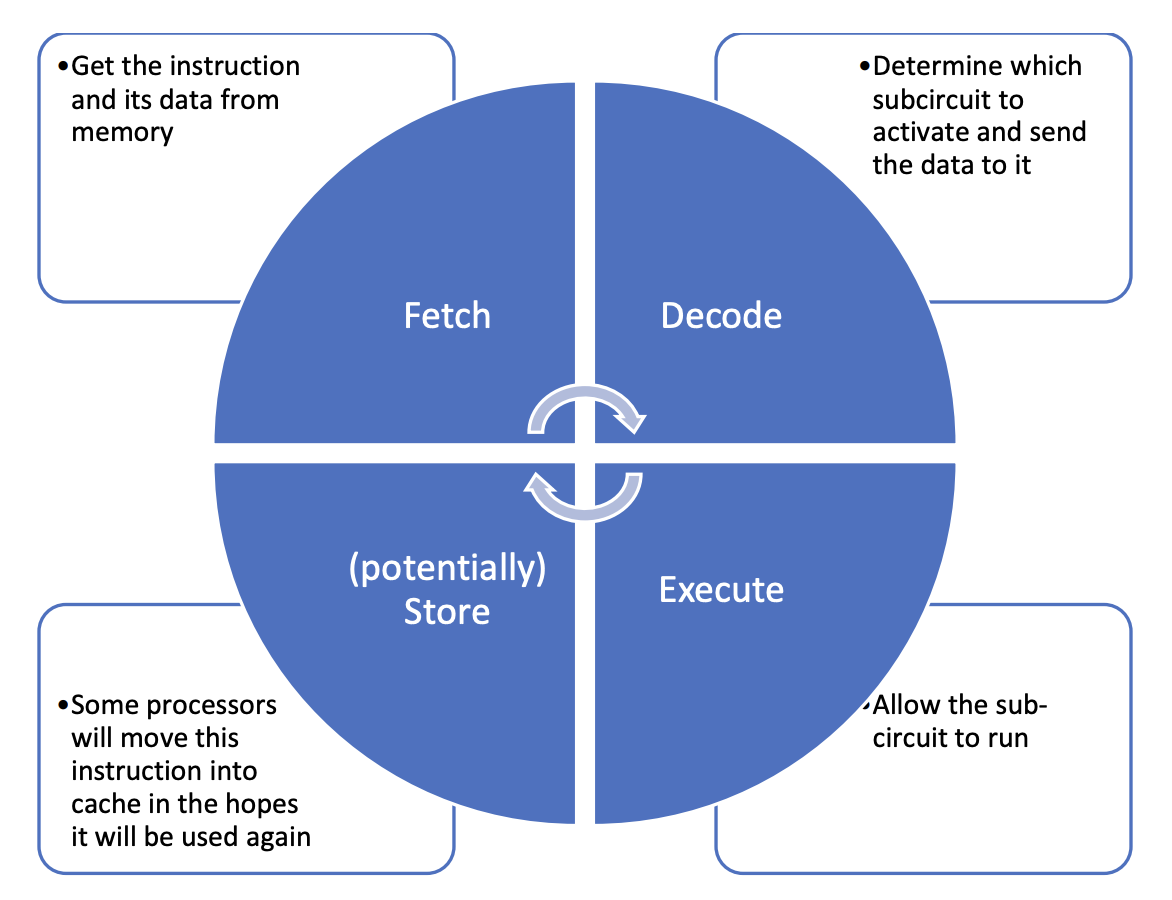 •Get the instruction
and its data from
memory
•Determine which
subcircuit to
activate and send
the data to it
Fetch
Decode
(potentially)
Store
Execute
•Some processors
will move this
instruction into
cache in the hopes
it will be used again
•Allow the sub-
circuit to run